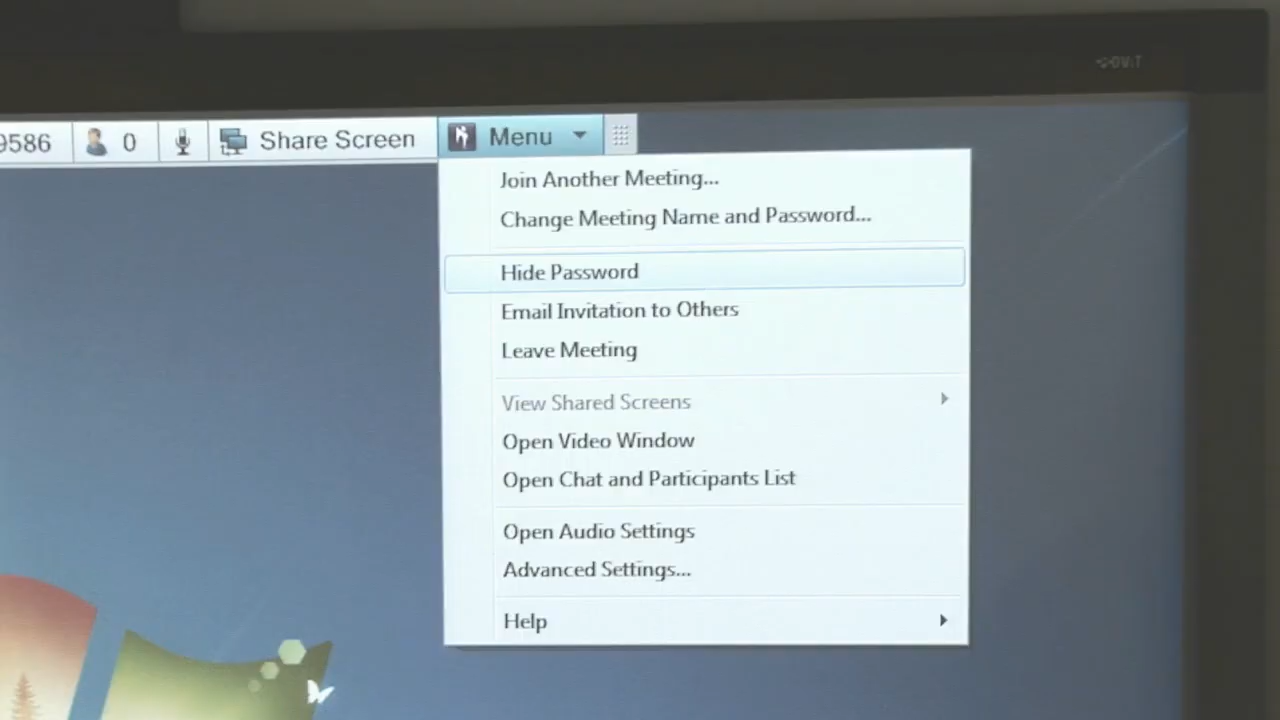 DViT
9586 0 Share Screen Menu
Join Another Meeting...
Change Meeting Name and Password...
Hide Password
Email Invitation to Others
Leave Meeting
View Shared Screens
Open Video Window
Open Chat and Participants List
Open Audio Settings
Advanced Settings...
Help